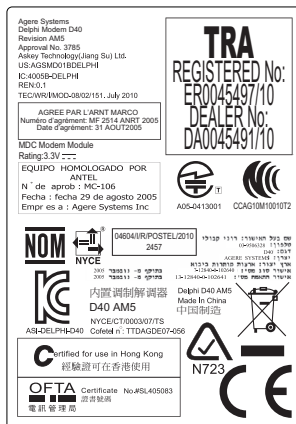 Agere Systems
Delphi Modem D40
Revision AM5
Approval No. 3785
Askey Technology(Jiang Su) Ltd.
US:AGSMD01BDELPHI
IC:4005B-DELPHI
REN:0.1
TEC/WR/I/MOD-08/02/151. July 2010
AGREE PAR L'ARNT MARCO
Numéro d'agrément: MF 2514 ANRT 2005
Date d'agrément: 31 AOUT2005
MDC Modem Module
Rating:3.3V
EQUIPO HOMOLOGADO POR
ANTEL
N° de aprob : MC-106
Fecha : fecha 29 de agosto 2005
Empresa : Agere Systems Inc
TRA
REGISTERED No:
ER0045497/10
DEALER No:
DA0045491/10
T
A05-0413001
CCAG10M10010T2
NOM
NYCE
04604/I/R/POSTEL/2010
2457
ASI-DELPHI-D40
内置调制解调器
D40 AM5
NYCE/CT/0003/07/TS
Cofetel n°: TTDAGDE07-056
AGERE SYSTEMS
Delphi D40 AM5
Made In China
中国制造
Certified for use in Hong Kong
經驗證可在香港使用
OFTA
電訊管理局
Certificate No.#SL405083
證書號碼
N723
CE